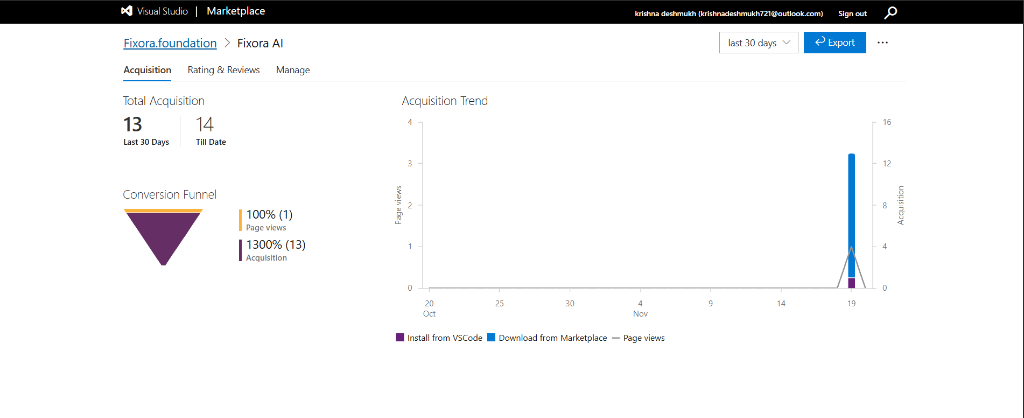 Visual Studio | Marketplace
krishna deshmukh (krishnadeshmukh721@outlook.com) Sign out
Fixora.foundation > Fixora AI
last 30 days
Export
...
Acquisition Rating & Reviews Manage
Total Acquisition
13 14
Last 30 Days Till Date
Conversion Funnel
100% (1)
Page views
1300% (13)
Acquisition
Acquisition Trend
4 16
3 12
2 8
1 4
0 0
Page views
Acquisition
20 25 30 4 9 14 19
Oct Nov
Install from VSCode Download from Marketplace Page views